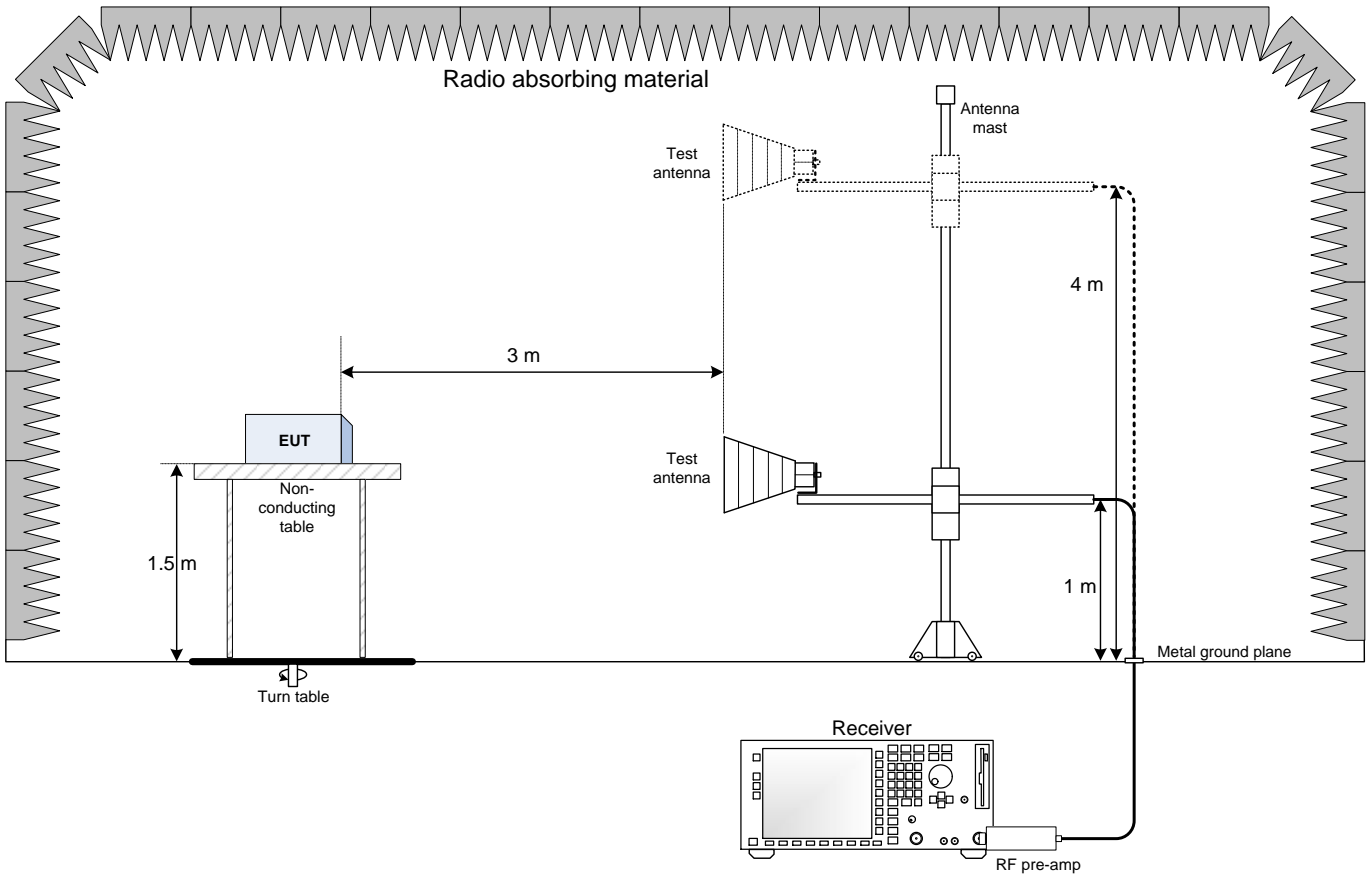 Radio absorbing material
Antenna
mast
Test
antenna
4 m
3 m
EUT
Test
antenna
Non-
conducting
table
1.5 m
1 m
Metal ground plane
Turn table
Receiver
RF pre-amp